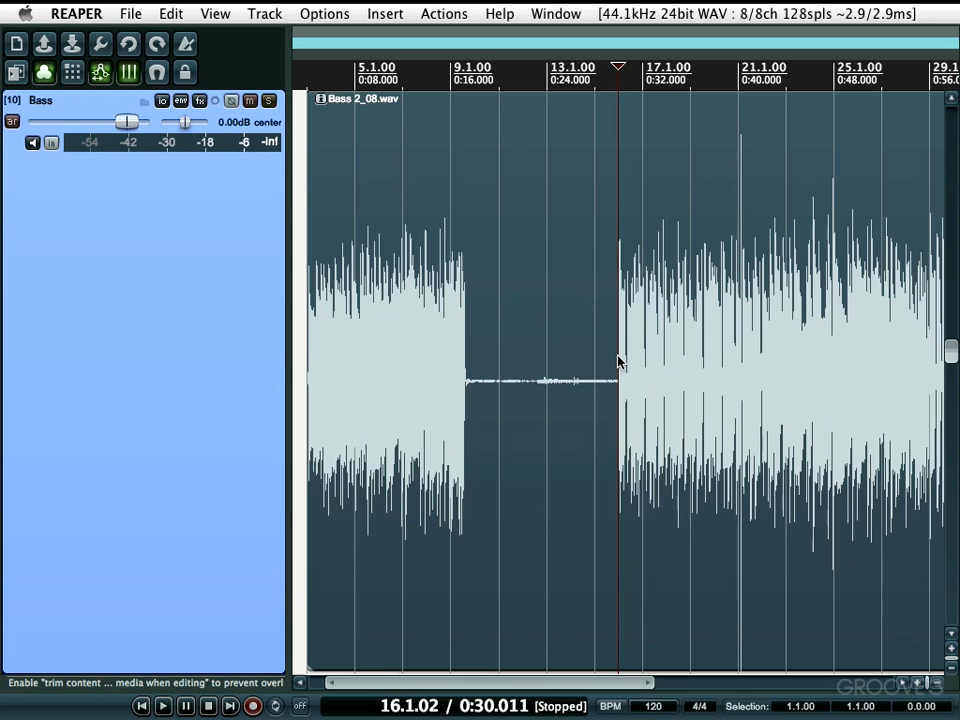 REAPER File Edit View Track Options Insert Actions Help Window [44.1kHz 24bit WAV : 8/8ch 128spls ~2.9/2.9ms]
5.1.00 9.1.00 13.1.00 17.1.00 21.1.00 25.1.00 29.1
0:08.000 0:16.000 0:24.000 0:32.000 0:40.000 0:48.000 0:56.0
[10] Bass io env fx m s
Bass 2_08.wav
ar 0.00dB center
-54 -42 -30 -18 -6 -inf
Enable "trim content ... media when editing" to prevent overl
GROOVE3
off 16.1.02 / 0:30.011 [Stopped] BPM 120 4/4 Selection: 1.1.00 1.1.00 0.0.00